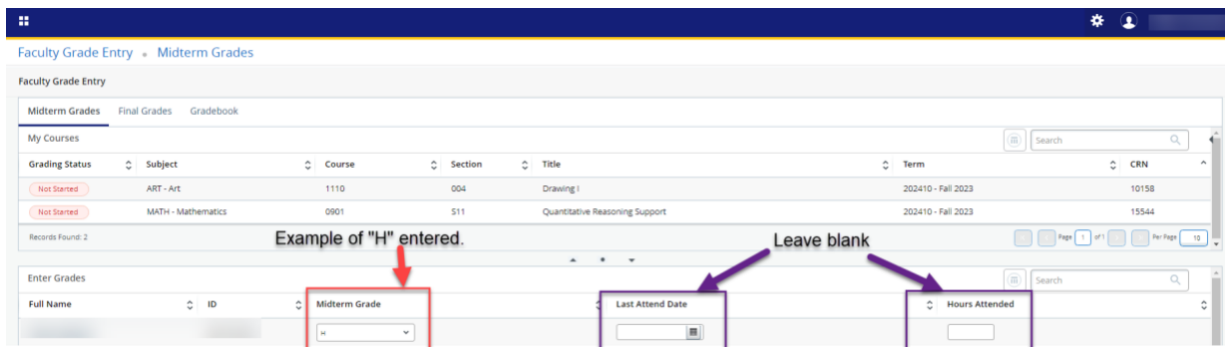 Faculty Grade Entry • Midterm Grades
Faculty Grade Entry
Midterm Grades Final Grades Gradebook
My Courses Search
Grading Status Subject Course Section Title Term CRN
Not Started ART - Art 1110 004 Drawing I 202410 - Fall 2023 10158
Not Started MATH - Mathematics 0901 S11 Quantitative Reasoning Support 202410 - Fall 2023 15544
Records Found: 2 Page 1 of 1 Per Page 10
Example of "H" entered. Leave blank
Enter Grades Search
Full Name ID Midterm Grade Last Attend Date Hours Attended
H